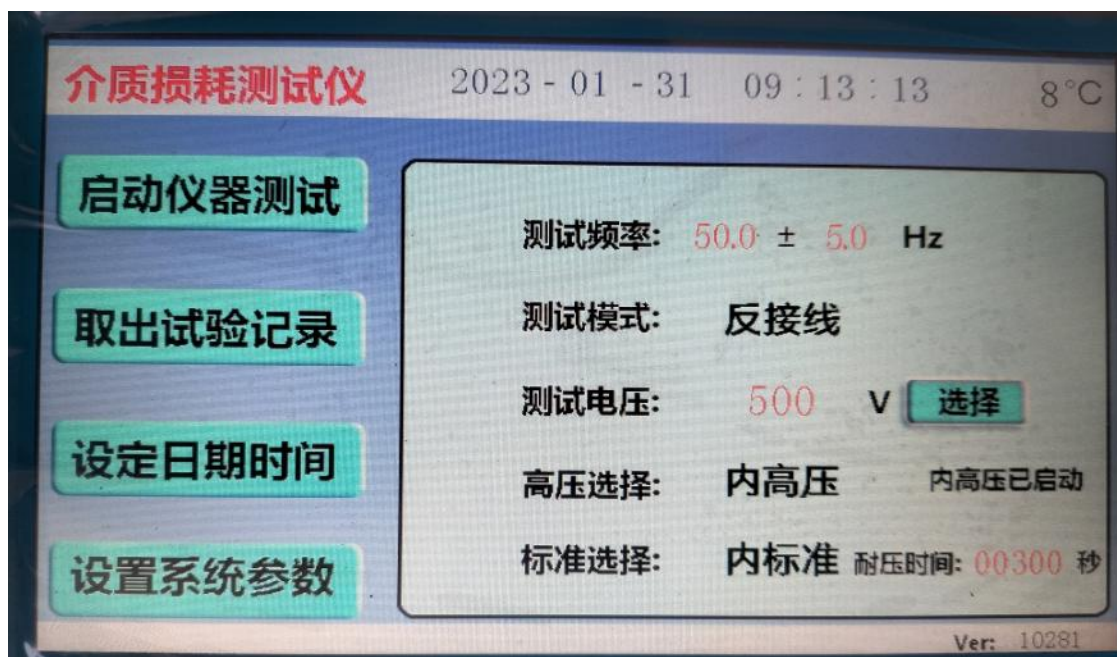 介质损耗测试仪 2023 - 01 - 31 09 : 13 : 13 8°C
启动仪器测试
取出试验记录
设定日期时间
设置系统参数
测试频率: 50.0 ± 5.0 Hz
测试模式: 反接线
测试电压: 500 V 选择
高压选择: 内高压 内高压已启动
标准选择: 内标准 耐压时间: 00300 秒
Ver: 10281